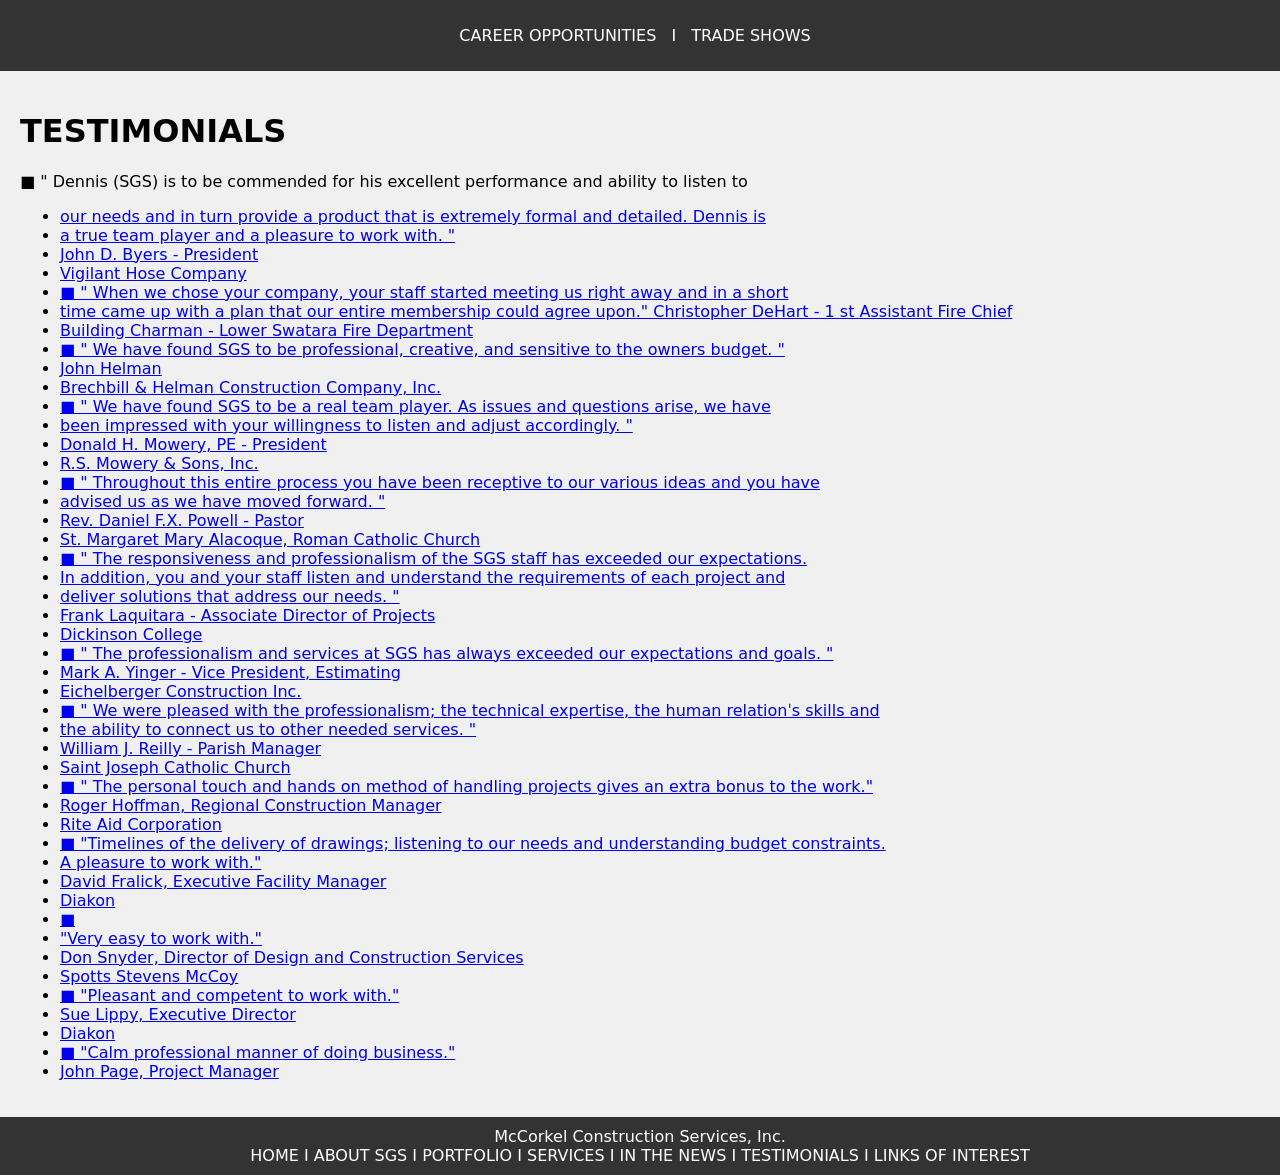 CAREER OPPORTUNITIES I TRADE SHOWS
TESTIMONIALS
■ " Dennis (SGS) is to be commended for his excellent performance and ability to listen to
• our needs and in turn provide a product that is extremely formal and detailed. Dennis is
• a true team player and a pleasure to work with. "
• John D. Byers - President
• Vigilant Hose Company
• ■ " When we chose your company, your staff started meeting us right away and in a short
• time came up with a plan that our entire membership could agree upon." Christopher DeHart - 1 st Assistant Fire Chief
• Building Charman - Lower Swatara Fire Department
• ■ " We have found SGS to be professional, creative, and sensitive to the owners budget. "
• John Helman
• Brechbill & Helman Construction Company, Inc.
• ■ " We have found SGS to be a real team player. As issues and questions arise, we have
• been impressed with your willingness to listen and adjust accordingly. "
• Donald H. Mowery, PE - President
• R.S. Mowery & Sons, Inc.
• ■ " Throughout this entire process you have been receptive to our various ideas and you have
• advised us as we have moved forward. "
• Rev. Daniel F.X. Powell - Pastor
• St. Margaret Mary Alacoque, Roman Catholic Church
• ■ " The responsiveness and professionalism of the SGS staff has exceeded our expectations.
• In addition, you and your staff listen and understand the requirements of each project and
• deliver solutions that address our needs. "
• Frank Laquitara - Associate Director of Projects
• Dickinson College
• ■ " The professionalism and services at SGS has always exceeded our expectations and goals. "
• Mark A. Yinger - Vice President, Estimating
• Eichelberger Construction Inc.
• ■ " We were pleased with the professionalism; the technical expertise, the human relation's skills and
• the ability to connect us to other needed services. "
• William J. Reilly - Parish Manager
• Saint Joseph Catholic Church
• ■ " The personal touch and hands on method of handling projects gives an extra bonus to the work."
• Roger Hoffman, Regional Construction Manager
• Rite Aid Corporation
• ■ "Timelines of the delivery of drawings; listening to our needs and understanding budget constraints.
• A pleasure to work with."
• David Fralick, Executive Facility Manager
• Diakon
• ■
• "Very easy to work with."
• Don Snyder, Director of Design and Construction Services
• Spotts Stevens McCoy
• ■ "Pleasant and competent to work with."
• Sue Lippy, Executive Director
• Diakon
• ■ "Calm professional manner of doing business."
• John Page, Project Manager
McCorkel Construction Services, Inc.
HOME I ABOUT SGS I PORTFOLIO I SERVICES I IN THE NEWS I TESTIMONIALS I LINKS OF INTEREST